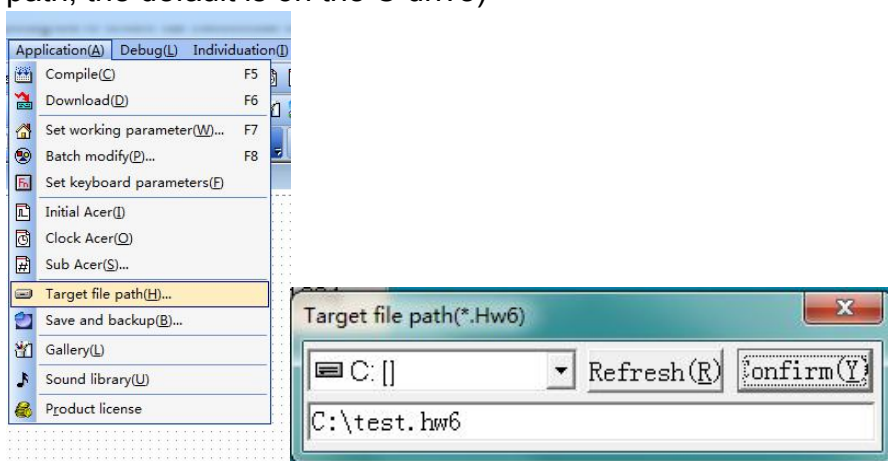 path, the default is on the C drive)
Application(A) Debug(L) Individuation(I)
Compile(C) F5
Download(D) F6
Set working parameter(W)... F7
Batch modify(P)... F8
Set keyboard parameters(F)
Initial Acer(I)
Clock Acer(O)
Sub Acer(S)...
Target file path(H)...
Save and backup(B)...
Gallery(L)
Sound library(U)
Product license
Target file path(*.Hw6)
C: []
Refresh(R)
onfirm(Y)
C:\test.hw6